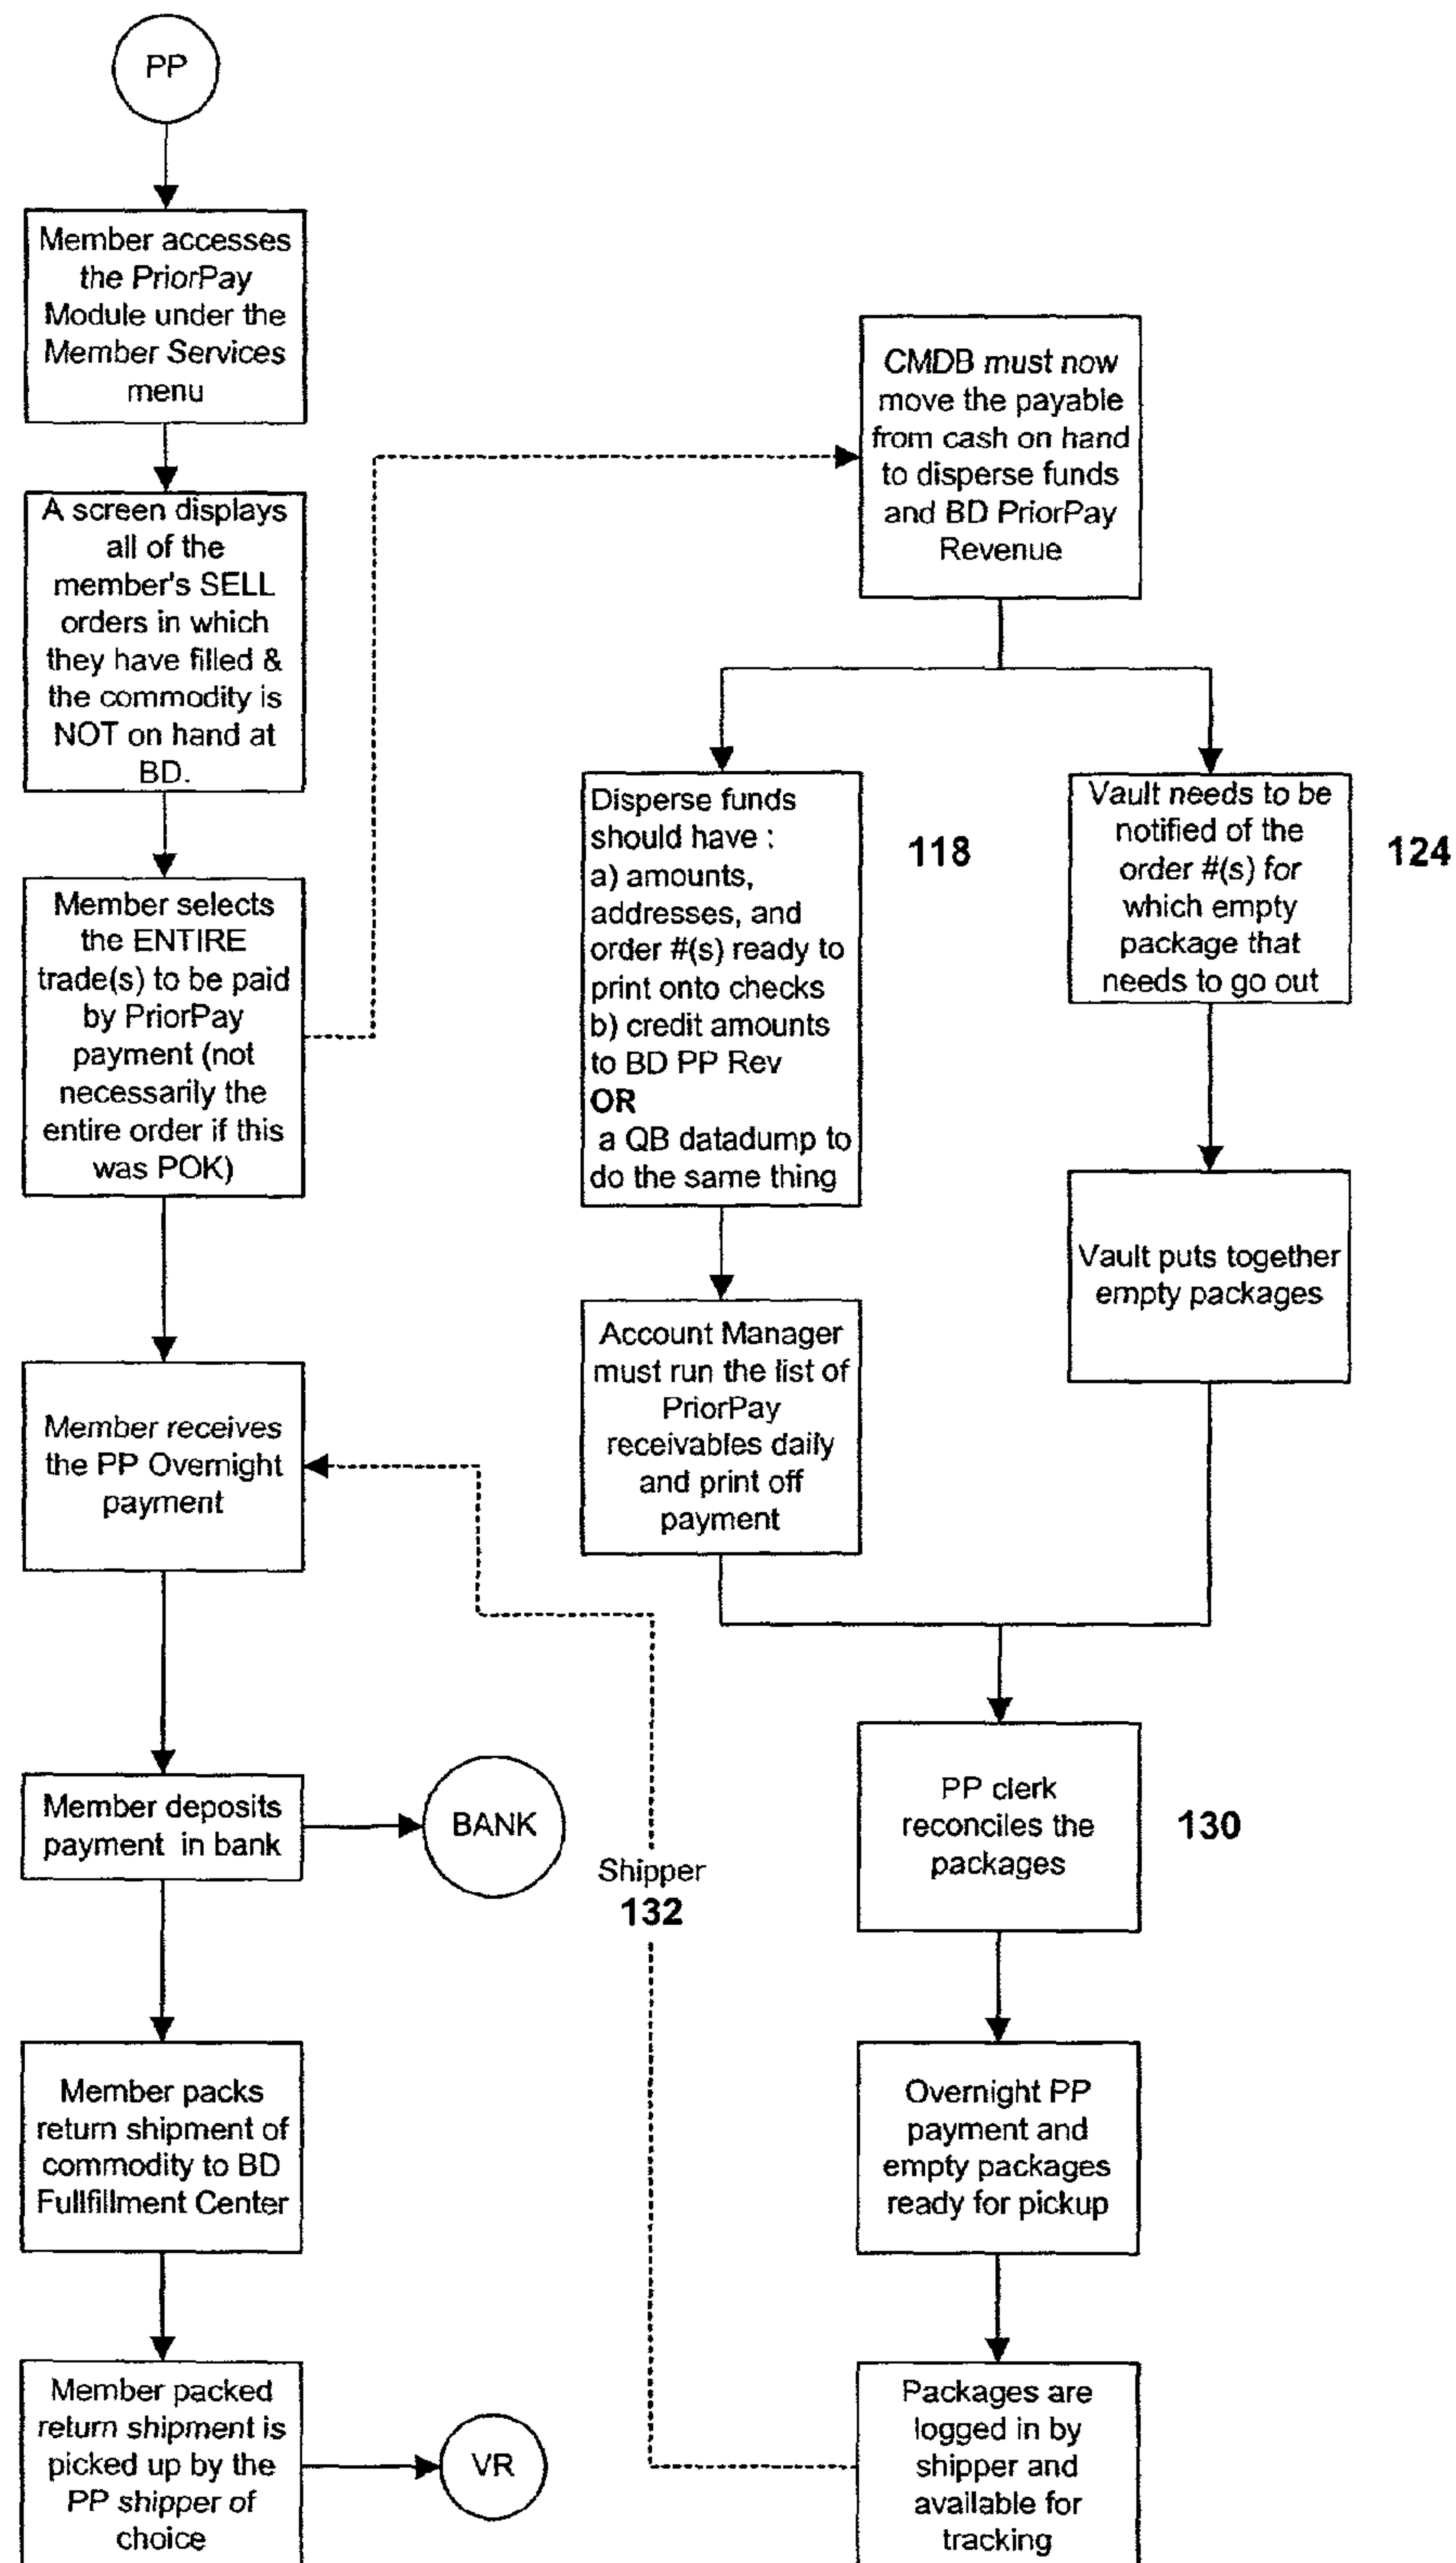 PP
Member accesses
the PriorPay
Module under the
Member Services
menu
A screen displays
all of the
member's SELL
orders in which
they have filled &
the commodity is
NOT on hand at
BD.
Member selects
the ENTIRE
trade(s) to be paid
by PriorPay
payment (not
necessarily the
entire order if this
was POK)
Member receives
the PP Overnight
payment
Member deposits
payment in bank
BANK
Member packs
return shipment of
commodity to BD
Fullfillment Center
Member packed
return shipment is
picked up by the
PP shipper of
choice
VR
CMDB must now
move the payable
from cash on hand
to disperse funds
and BD PriorPay
Revenue
Disperse funds
should have :
a) amounts,
addresses, and
order #(s) ready to
print onto checks
b) credit amounts
to BD PP Rev
OR
a QB datadump to
do the same thing
118
Vault needs to be
notified of the
order #(s) for
which empty
package that
needs to go out
124
Account Manager
must run the list of
PriorPay
receivables daily
and print off
payment
Vault puts together
empty packages
PP clerk
reconciles the
packages
130
Shipper
132
Overnight PP
payment and
empty packages
ready for pickup
Packages are
logged in by
shipper and
available for
tracking